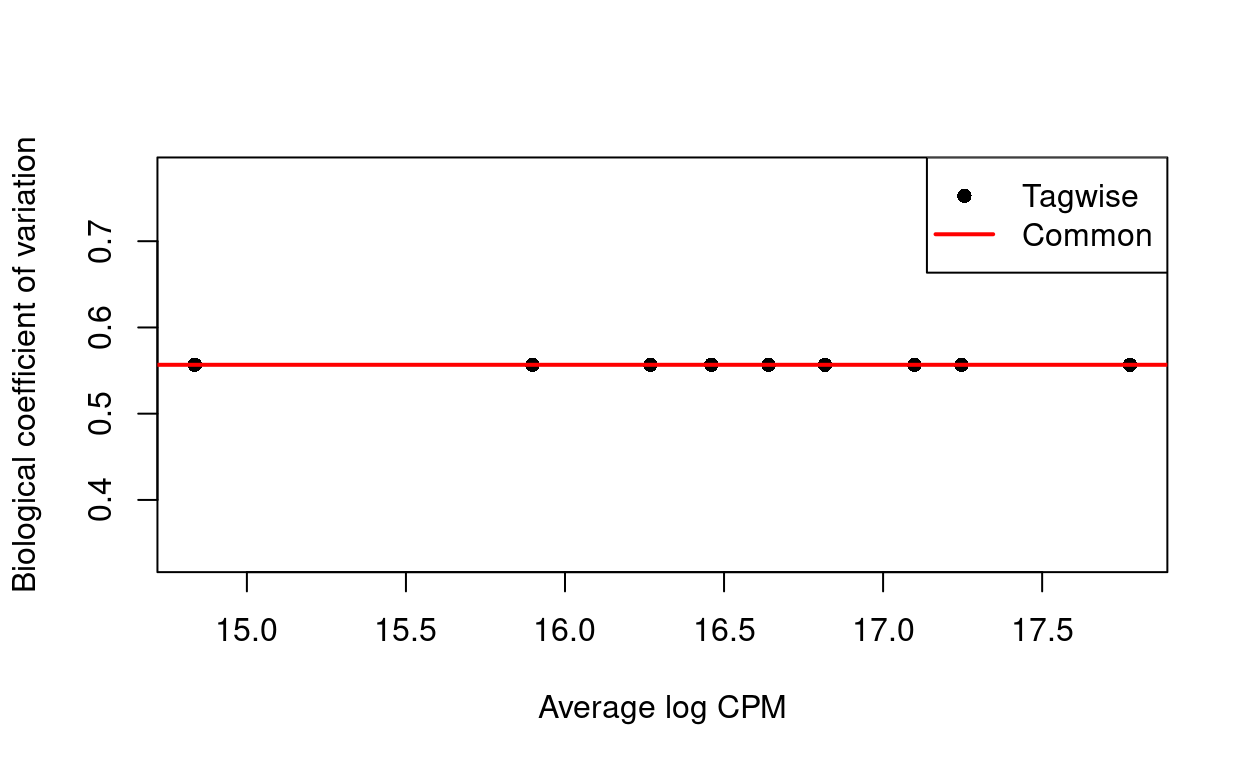 Biological coefficient of variation
0.7
0.6
0.5
0.4
Tagwise
Common
15.0 15.5 16.0 16.5 17.0 17.5
Average log CPM